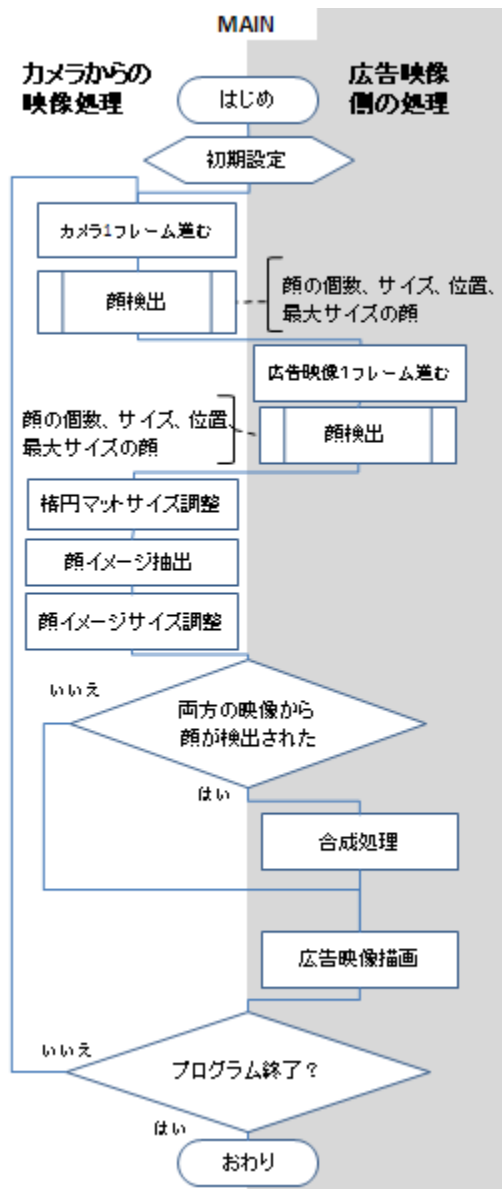 MAIN
カメラからの
映像処理
広告映像
側の処理
はじめ
初期設定
カメラ1フレーム進む
顔検出
顔の個数、サイズ、位置、
最大サイズの顔
広告映像1フレーム進む
顔の個数、サイズ、位置
最大サイズの顔
顔検出
楕円マットサイズ調整
顔イメージ抽出
顔イメージサイズ調整
いいえ
両方の映像から
顔が検出された
はい
合成処理
広告映像描画
いいえ
プログラム終了？
はい
おわり